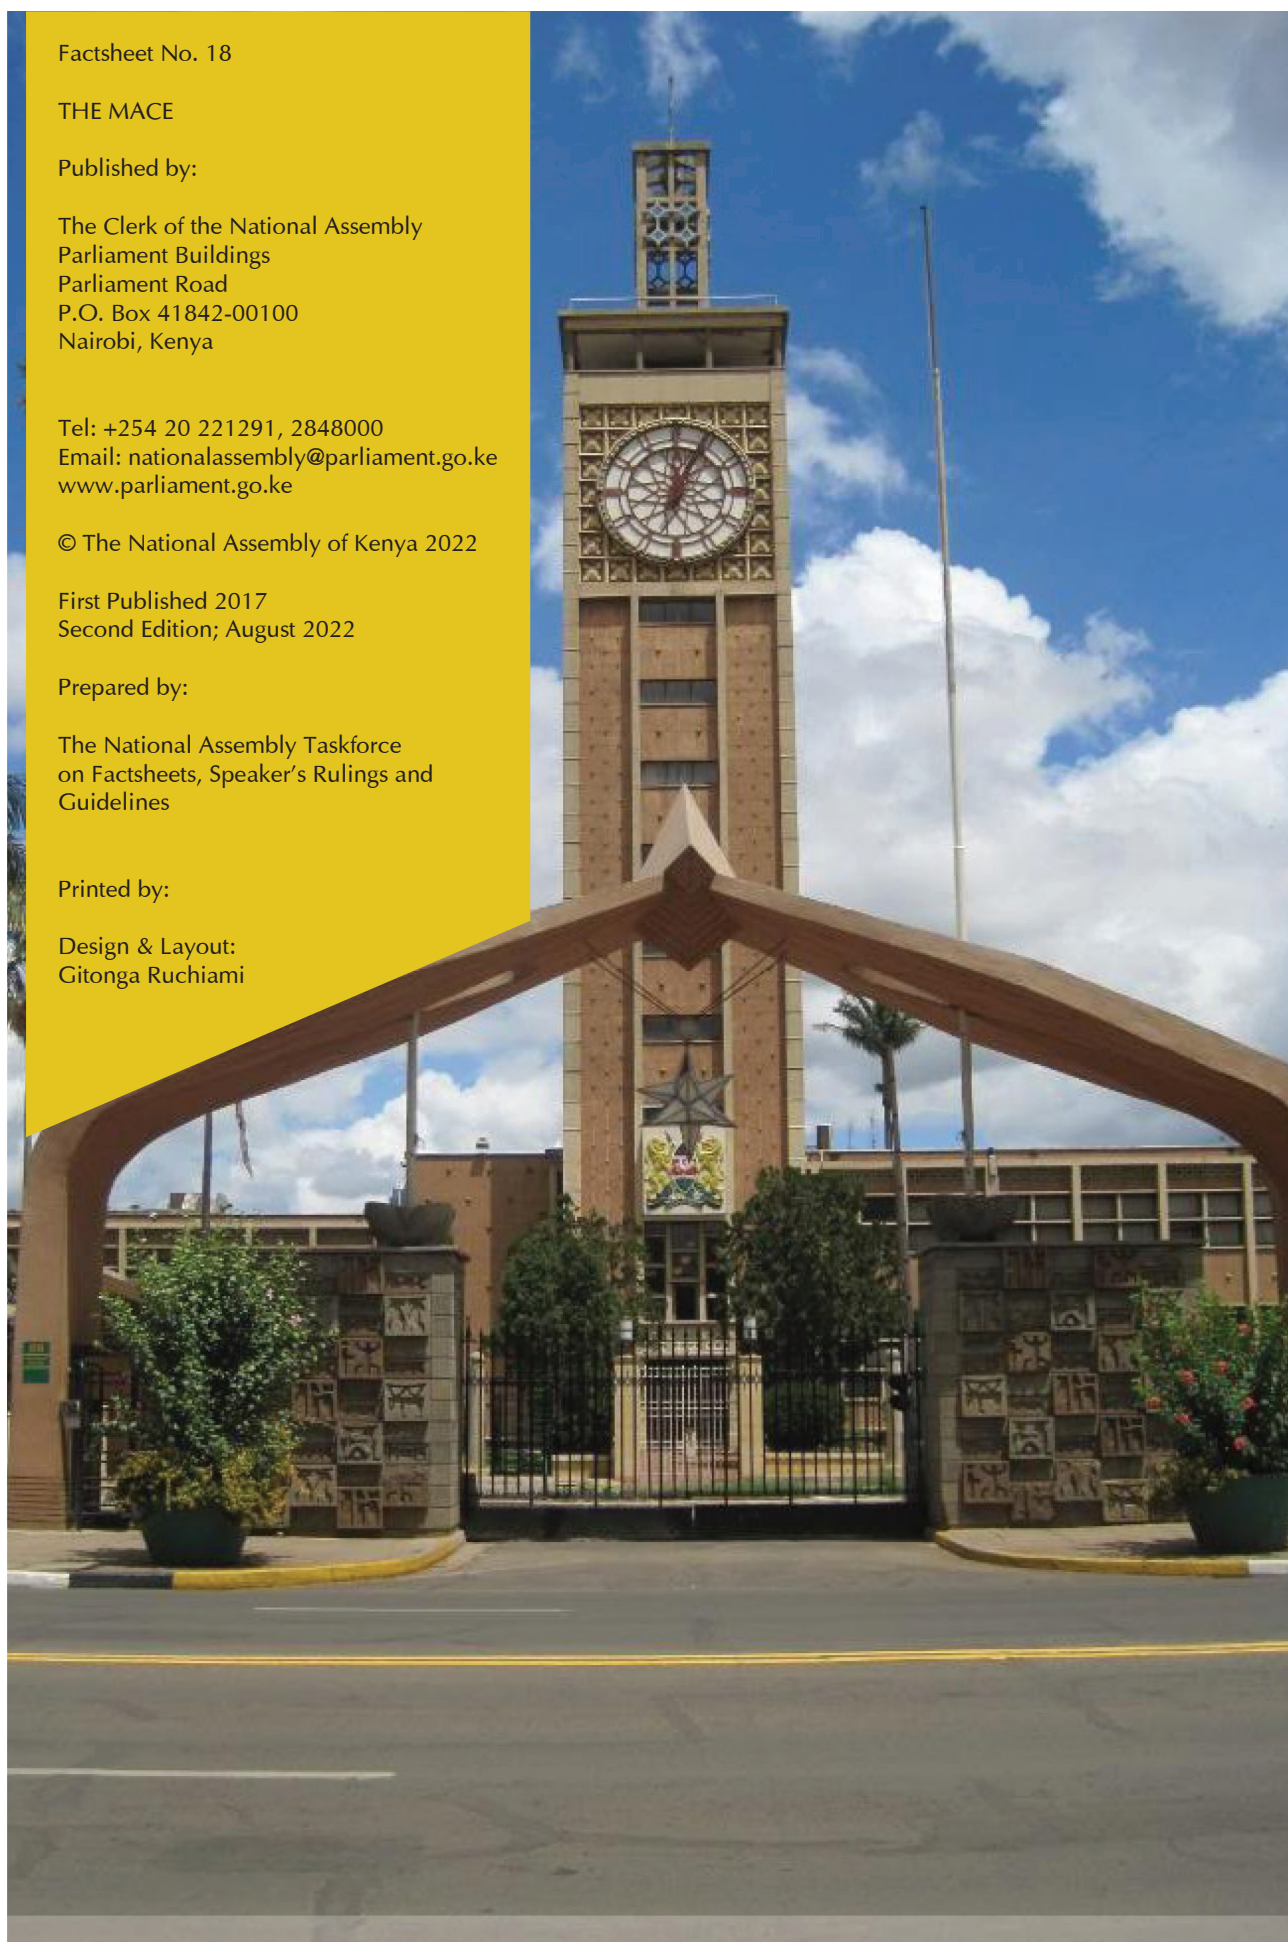 Factsheet No. 18
THE MACE
Published by:
The Clerk of the National Assembly
Parliament Buildings
Parliament Road
P.O. Box 41842-00100
Nairobi, Kenya
Tel: +254 20 221291, 2848000
Email: nationalassembly@parliament.go.ke
www.parliament.go.ke
© The National Assembly of Kenya 2022
First Published 2017
Second Edition; August 2022
Prepared by:
The National Assembly Taskforce
on Factsheets, Speaker’s Rulings and
Guidelines
Printed by:
Design & Layout:
Gitonga Ruchiami